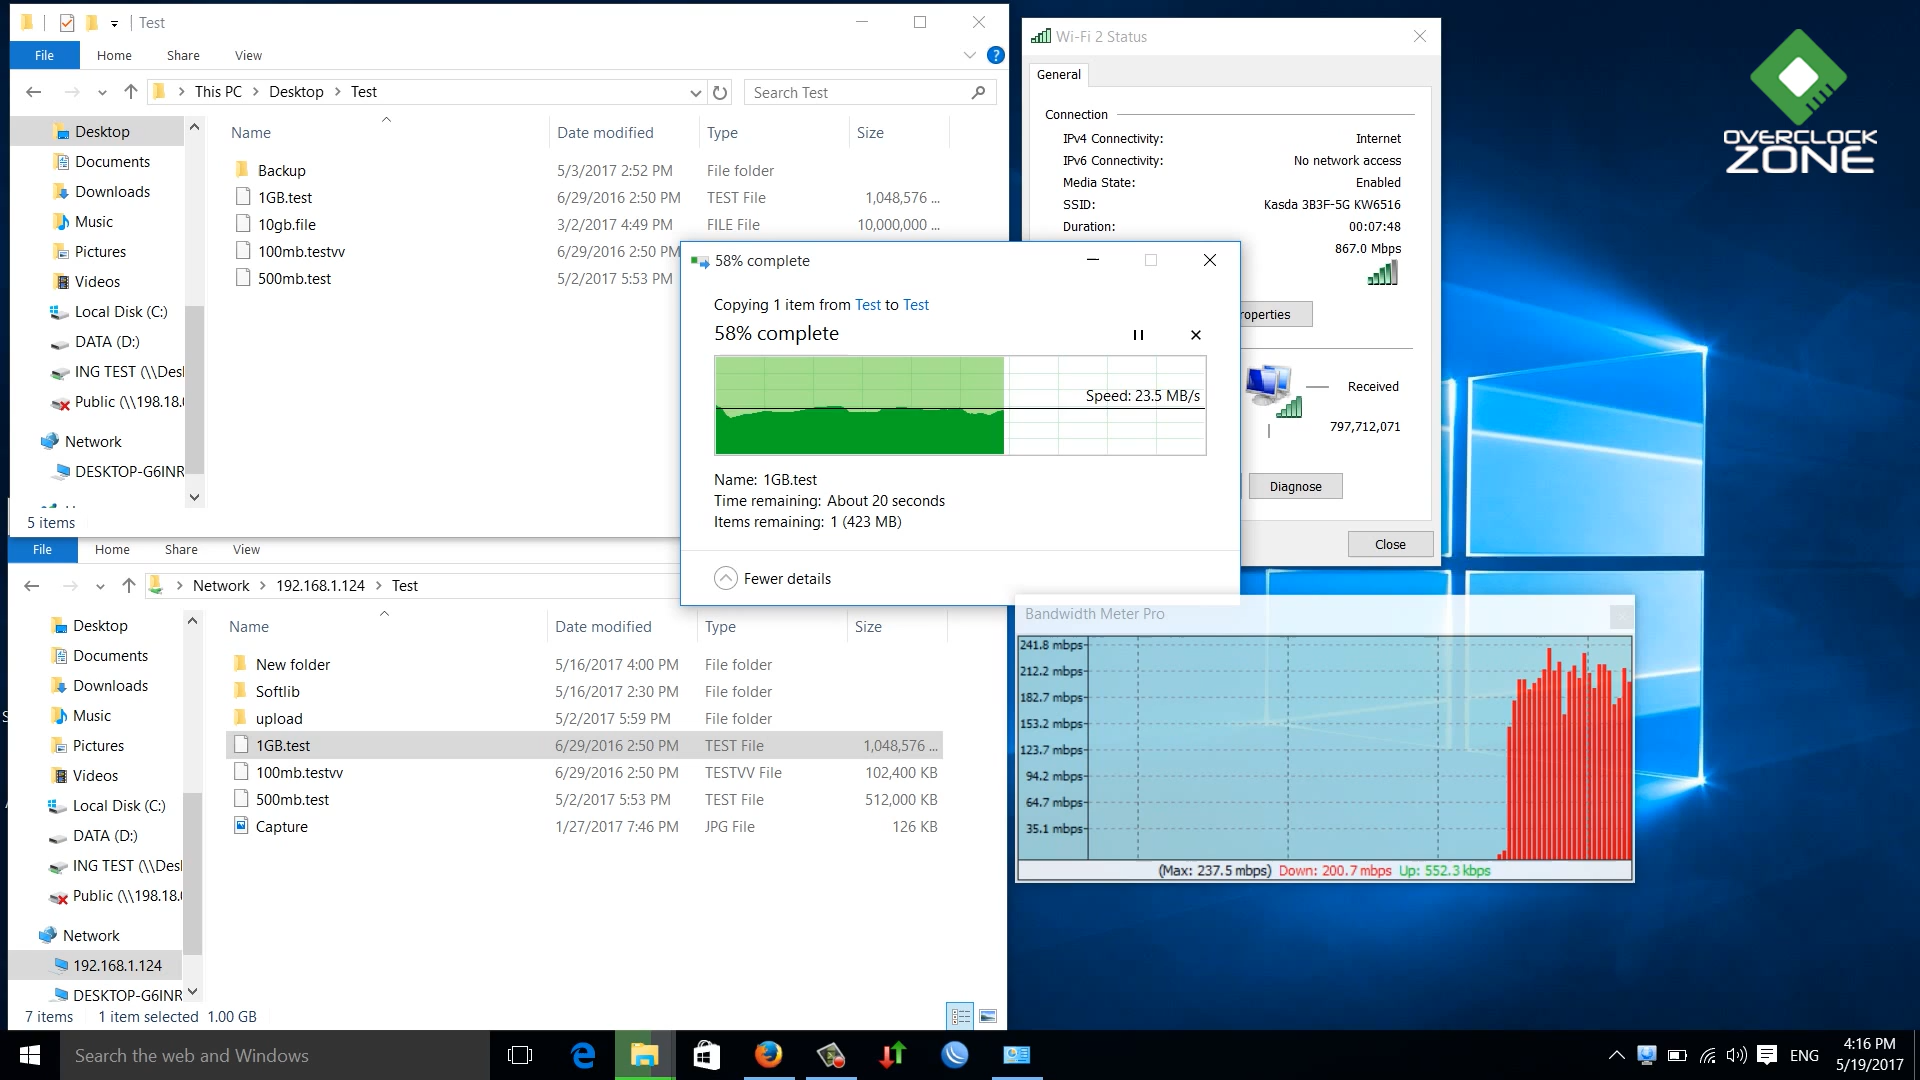 Test
File Home Share View
This PC Desktop Test
Search Test
Desktop
Documents
Downloads
Music
Pictures
Videos
Local Disk (C:)
DATA (D:)
ING TEST (\\Desl
Public (\\198.18.0
Network
DESKTOP-G6INR
Name Date modified Type Size
Backup 5/3/2017 2:52 PM File folder
1GB.test 6/29/2016 2:50 PM TEST File 1,048,576 ...
10gb.file 3/2/2017 4:49 PM FILE File 10,000,000 ...
100mb.testvv 6/29/2016 2:50 PM
500mb.test 5/2/2017 5:53 PM
5 items
File Home Share View
Network 192.168.1.124 Test
Desktop
Documents
Downloads
Music
Pictures
Videos
Local Disk (C:)
DATA (D:)
ING TEST (\\Desl
Public (\\198.18.0
Network
192.168.1.124
DESKTOP-G6INR
Name Date modified Type Size
New folder 5/16/2017 4:00 PM File folder
Softlib 5/16/2017 2:30 PM File folder
upload 5/2/2017 5:59 PM File folder
1GB.test 6/29/2016 2:50 PM TEST File 1,048,576 ...
100mb.testvv 6/29/2016 2:50 PM TESTVV File 102,400 KB
500mb.test 5/2/2017 5:53 PM TEST File 512,000 KB
Capture 1/27/2017 7:46 PM JPG File 126 KB
7 items 1 item selected 1.00 GB
58% complete
Copying 1 item from Test to Test
58% complete
Speed: 23.5 MB/s
Name: 1GB.test
Time remaining: About 20 seconds
Items remaining: 1 (423 MB)
Fewer details
Wi-Fi 2 Status
General
Connection
IPv4 Connectivity: Internet
IPv6 Connectivity: No network access
Media State: Enabled
SSID: Kasda 3B3F-5G KW6516
Duration: 00:07:48
867.0 Mbps
roperties
Received
797,712,071
Diagnose
Close
OVERCLOCK
ZONE
Bandwidth Meter Pro
241.8 mbps
212.2 mbps
182.7 mbps
153.2 mbps
123.7 mbps
94.2 mbps
64.7 mbps
35.1 mbps
(Max: 237.5 mbps) Down: 200.7 mbps Up: 552.3 kbps
Search the web and Windows
ENG
4:16 PM
5/19/2017